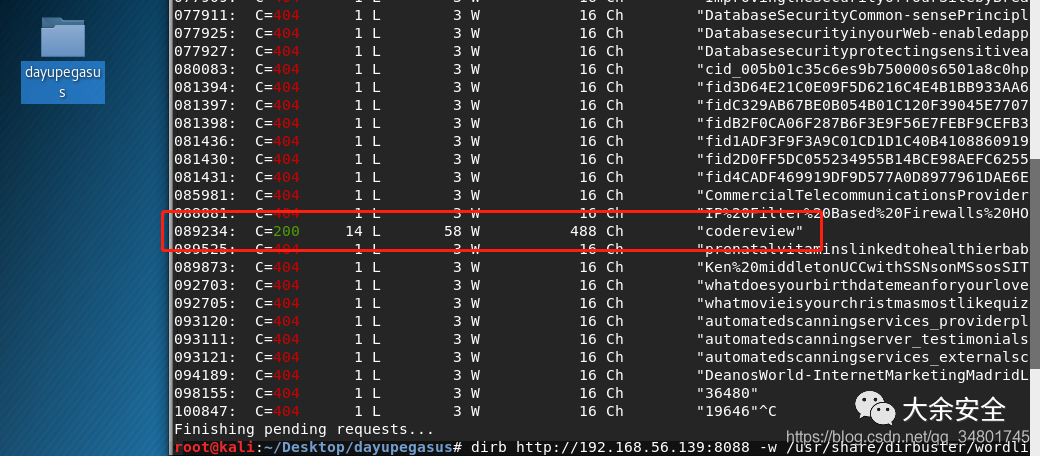 dayupegasu
s
077911: C=404 1 L 3 W 16 Ch "DatabaseSecurityCommon-sensePrincipl
077925: C=404 1 L 3 W 16 Ch "DatabasesecurityinyourWeb-enabledapp
077927: C=404 1 L 3 W 16 Ch "Databasesecurityprotectingsensitivea
080083: C=404 1 L 3 W 16 Ch "cid_005b01c35c6es9b750000s6501a8c0hp
081394: C=404 1 L 3 W 16 Ch "fid3D64E21C0E09F5D6216C4E4B1BB933AA6
081397: C=404 1 L 3 W 16 Ch "fidC329AB67BE0B054B01C120F39045E7707
081398: C=404 1 L 3 W 16 Ch "fidB2F0CA06F287B6F3E9F56E7FEBF9CEFB3
081436: C=404 1 L 3 W 16 Ch "fid1ADF3F9F3A9C01CD1D1C40B4108860919
081430: C=404 1 L 3 W 16 Ch "fid2D0FF5DC055234955B14BCE98AEFC6255
081431: C=404 1 L 3 W 16 Ch "fid4CADF469919DF9D577A0D8977961DAE6E
085981: C=404 1 L 3 W 16 Ch "CommercialTelecommunicationsProvider
088881: C=404 1 L 3 W 16 Ch "IP%20Filter%20Based%20Firewalls%20HO
089234: C=200 14 L 58 W 488 Ch "codereview"
089525: C=404 1 L 3 W 16 Ch "prenatalvitaminslinkedtohealthierbab
089873: C=404 1 L 3 W 16 Ch "Ken%20middletonUCCwithSSNsonMSsosSIT
092703: C=404 1 L 3 W 16 Ch "whatdoesyourbirthdatemeanforyourlove
092705: C=404 1 L 3 W 16 Ch "whatmovieisyourchristmasmostlikequiz
093120: C=404 1 L 3 W 16 Ch "automatedscanningservices_providerpl
093111: C=404 1 L 3 W 16 Ch "automatedscanningserver_testimonials
093121: C=404 1 L 3 W 16 Ch "automatedscanningservices_externalsc
094189: C=404 1 L 3 W 16 Ch "DeanosWorld-InternetMarketingMadridL
098155: C=404 1 L 3 W 16 Ch "36480"
100847: C=404 1 L 3 W 16 Ch "19646"^C
Finishing pending requests...
root@kali:~/Desktop/dayupegasus# dirb http://192.168.56.139:8088 -w /usr/share/dirbuster/wordli
大余安全
https://blog.csdn.net/qq_34801745